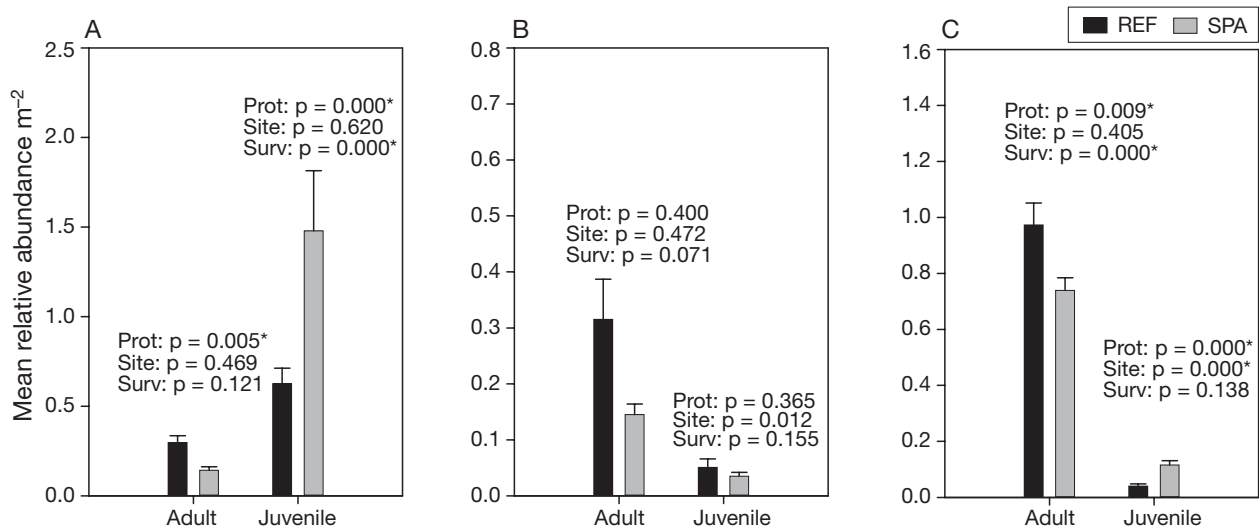 A
B
C
REF SPA
Mean relative abundance m⁻²
2.5
2.0
1.5
1.0
0.5
0.0
Prot: p = 0.000*
Site: p = 0.620
Surv: p = 0.000*
Prot: p = 0.005*
Site: p = 0.469
Surv: p = 0.121
Adult Juvenile
0.8
0.7
0.6
0.5
0.4
0.3
0.2
0.1
0.0
Prot: p = 0.400
Site: p = 0.472
Surv: p = 0.071
Prot: p = 0.365
Site: p = 0.012
Surv: p = 0.155
Adult Juvenile
1.6
1.4
1.2
1.0
0.8
0.6
0.4
0.2
0.0
Prot: p = 0.009*
Site: p = 0.405
Surv: p = 0.000*
Prot: p = 0.000*
Site: p = 0.000*
Surv: p = 0.138
Adult Juvenile